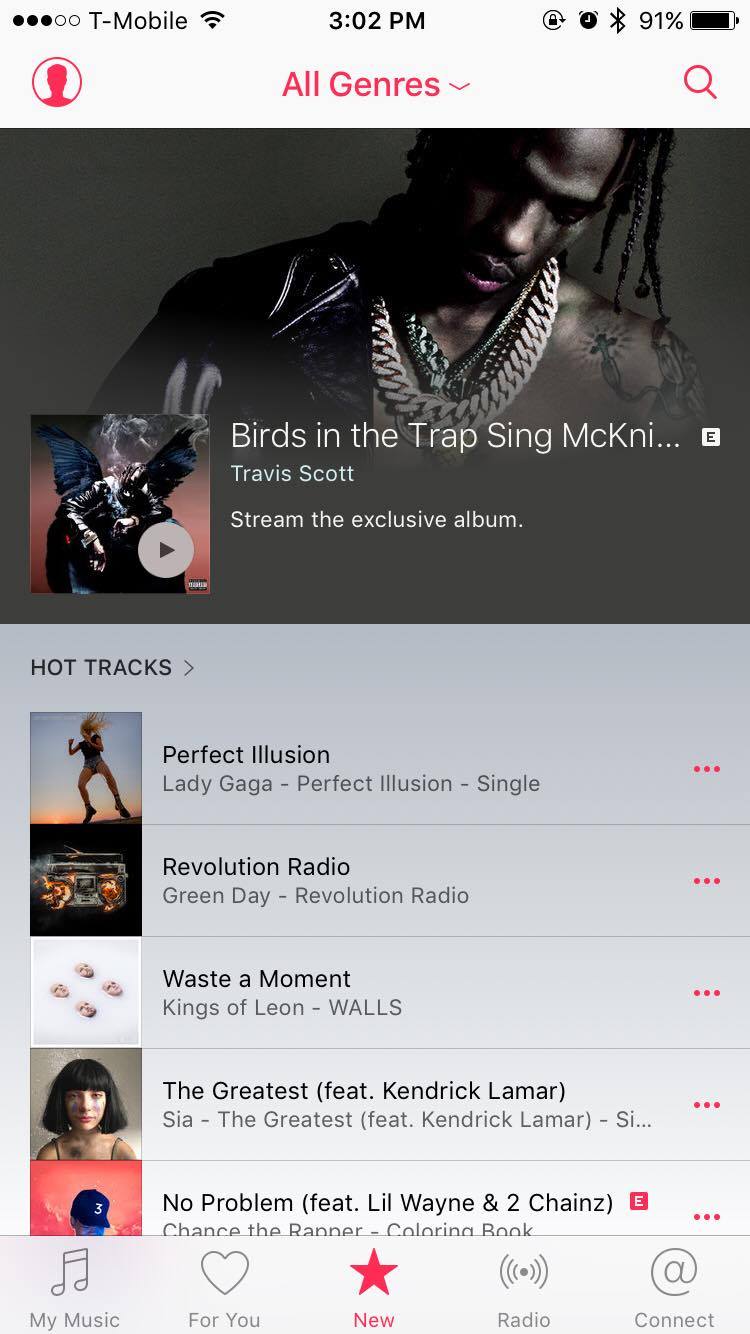 T-Mobile 3:02 PM 91%
All Genres
Birds in the Trap Sing McKni... E
Travis Scott
Stream the exclusive album.
HOT TRACKS
Perfect Illusion
Lady Gaga - Perfect Illusion - Single
Revolution Radio
Green Day - Revolution Radio
Waste a Moment
Kings of Leon - WALLS
The Greatest (feat. Kendrick Lamar)
Sia - The Greatest (feat. Kendrick Lamar) - Si...
3
No Problem (feat. Lil Wayne & 2 Chainz) E
Chance the Rapper - Coloring Book
My Music For You New Radio Connect